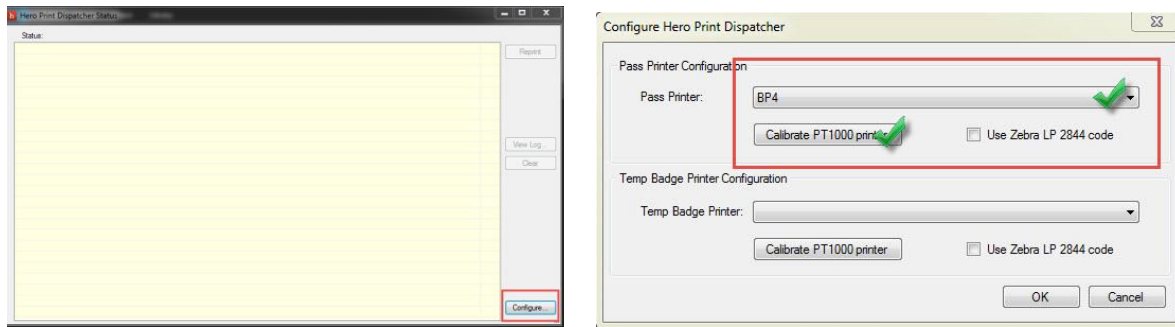 Hero Print Dispatcher Status
Status:
Reprint
View Log...
Clear
Configure...
Configure Hero Print Dispatcher
Pass Printer Configuration
Pass Printer: BP4
Calibrate PT1000 printer Use Zebra LP 2844 code
Temp Badge Printer Configuration
Temp Badge Printer:
Calibrate PT1000 printer Use Zebra LP 2844 code
OK Cancel